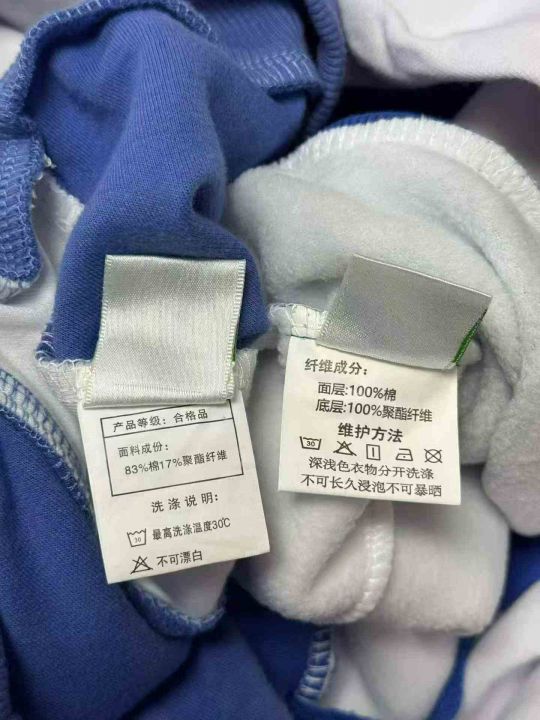 产品等级:合格品
面料成份:
83%棉17%聚酯纤维
洗涤说明:
30 最高洗涤温度30℃
不可漂白
纤维成分:
面层:100%棉
底层:100%聚酯纤维
维护方法
30
深浅色衣物分开洗涤
不可长久浸泡不可暴晒